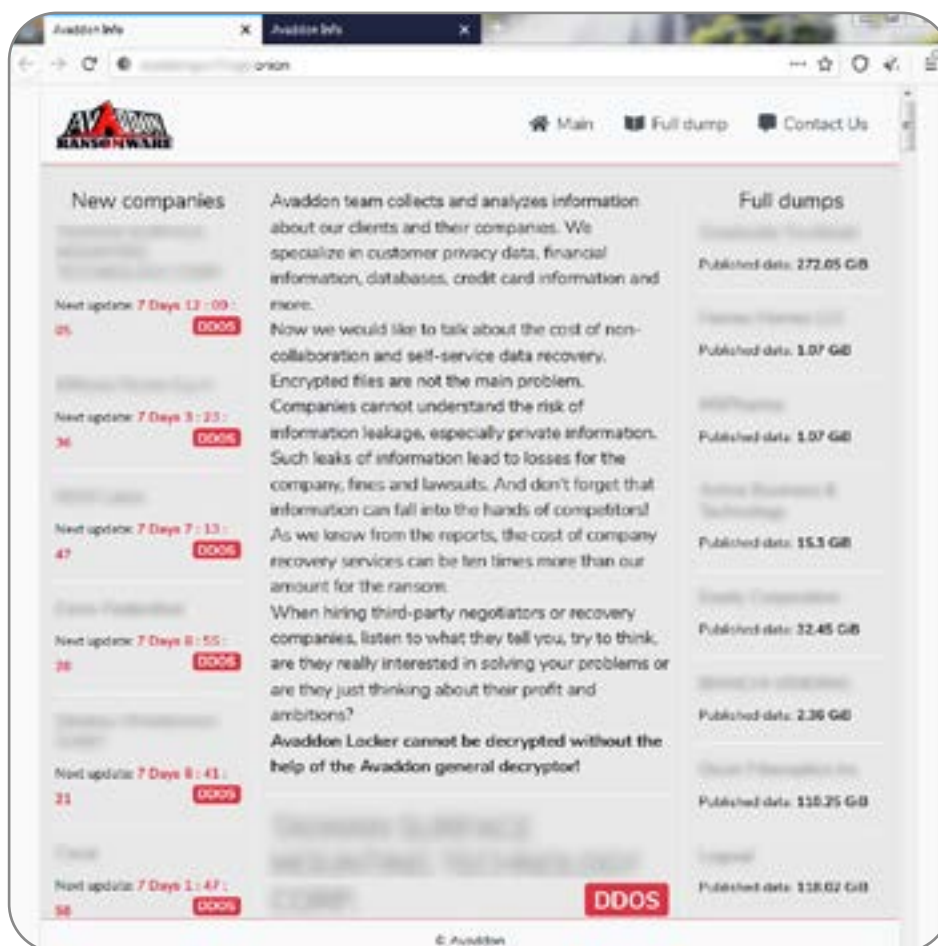 Avaddon Info
Avaddon Info
onion
AVADDON
RANSOMWARE
Main
Full dump
Contact Us
New companies
Next update: 7 Days 12 : 09 :
05
DDOS
Next update: 7 Days 3 : 23 :
36
DDOS
Next update: 7 Days 7 : 13 :
47
DDOS
Next update: 7 Days 8 : 55 :
DDOS
Next update: 7 Days 8 : 41 :
21
DDOS
Next update: 7 Days 1 : 47 :
58
DDOS
Avaddon team collects and analyzes information
about our clients and their companies. We
specialize in customer privacy data, financial
information, databases, credit card information and
more.
Now we would like to talk about the cost of non-
collaboration and self-service data recovery.
Encrypted files are not the main problem.
Companies cannot understand the risk of
information leakage, especially private information.
Such leaks of information lead to losses for the
company, fines and lawsuits. And don't forget that
information can fall into the hands of competitors!
As we know from the reports, the cost of company
recovery services can be ten times more than our
amount for the ransom.
When hiring third-party negotiators or recovery
companies, listen to what they tell you, try to think,
are they really interested in solving your problems or
are they just thinking about their profit and
ambitions?
Avaddon Locker cannot be decrypted without the
help of the Avaddon general decryptor!
DDOS
Full dumps
Published data: 272.05 GiB
Published data: 1.07 GiB
Published data: 1.07 GiB
Published data: 15.3 GiB
Published data: 32.45 GiB
Published data: 2.36 GiB
Published data: 110.25 GiB
Published data: 118.02 GiB
© Avaddon